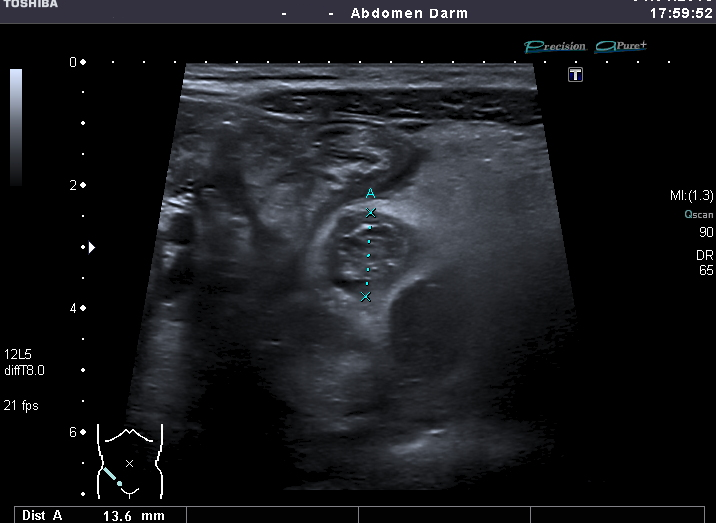 TOSHIBA
- - Abdomen Darm
17:59:52
Precision APure+
0
T
2
A
MI:(1.3)
Qscan
90
DR
65
4
12L5
diffT8.0
21 fps
6
Dist A 13.6 mm